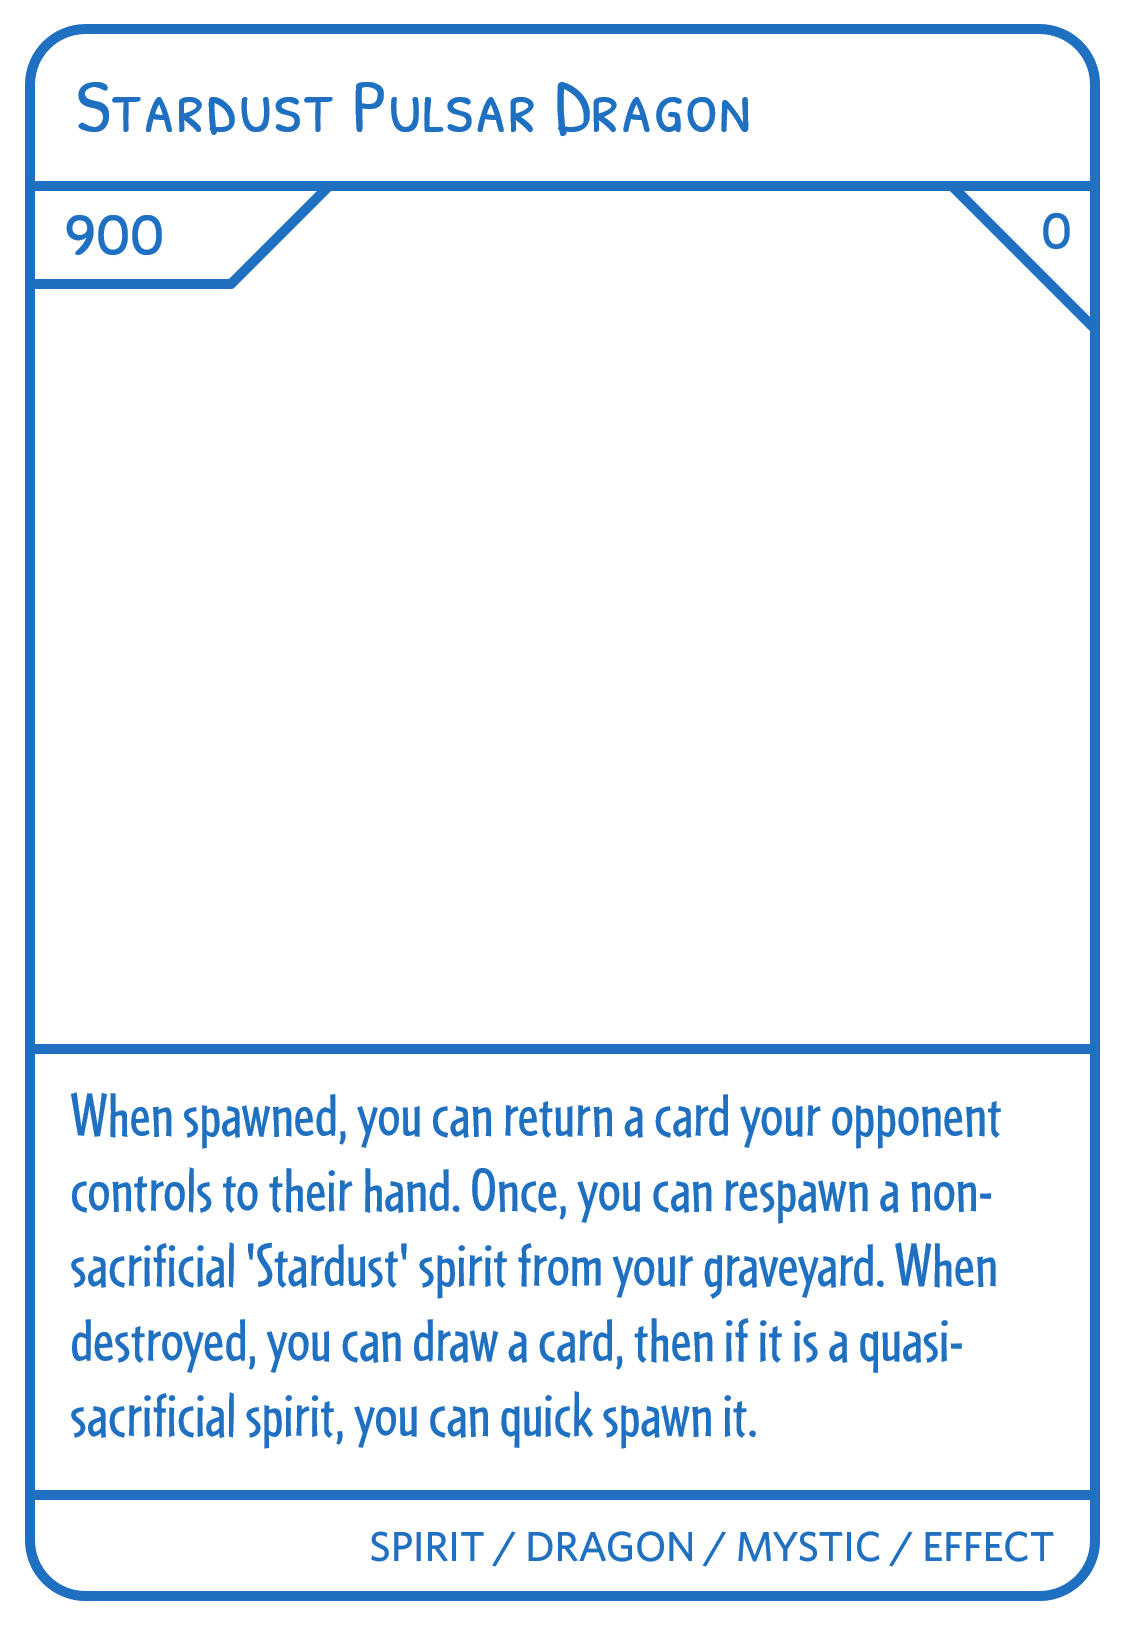 Stardust Pulsar Dragon
900
0
When spawned, you can return a card your opponent
controls to their hand. Once, you can respawn a non-
sacrificial 'Stardust' spirit from your graveyard. When
destroyed, you can draw a card, then if it is a quasi-
sacrificial spirit, you can quick spawn it.
SPIRIT / DRAGON / MYSTIC / EFFECT